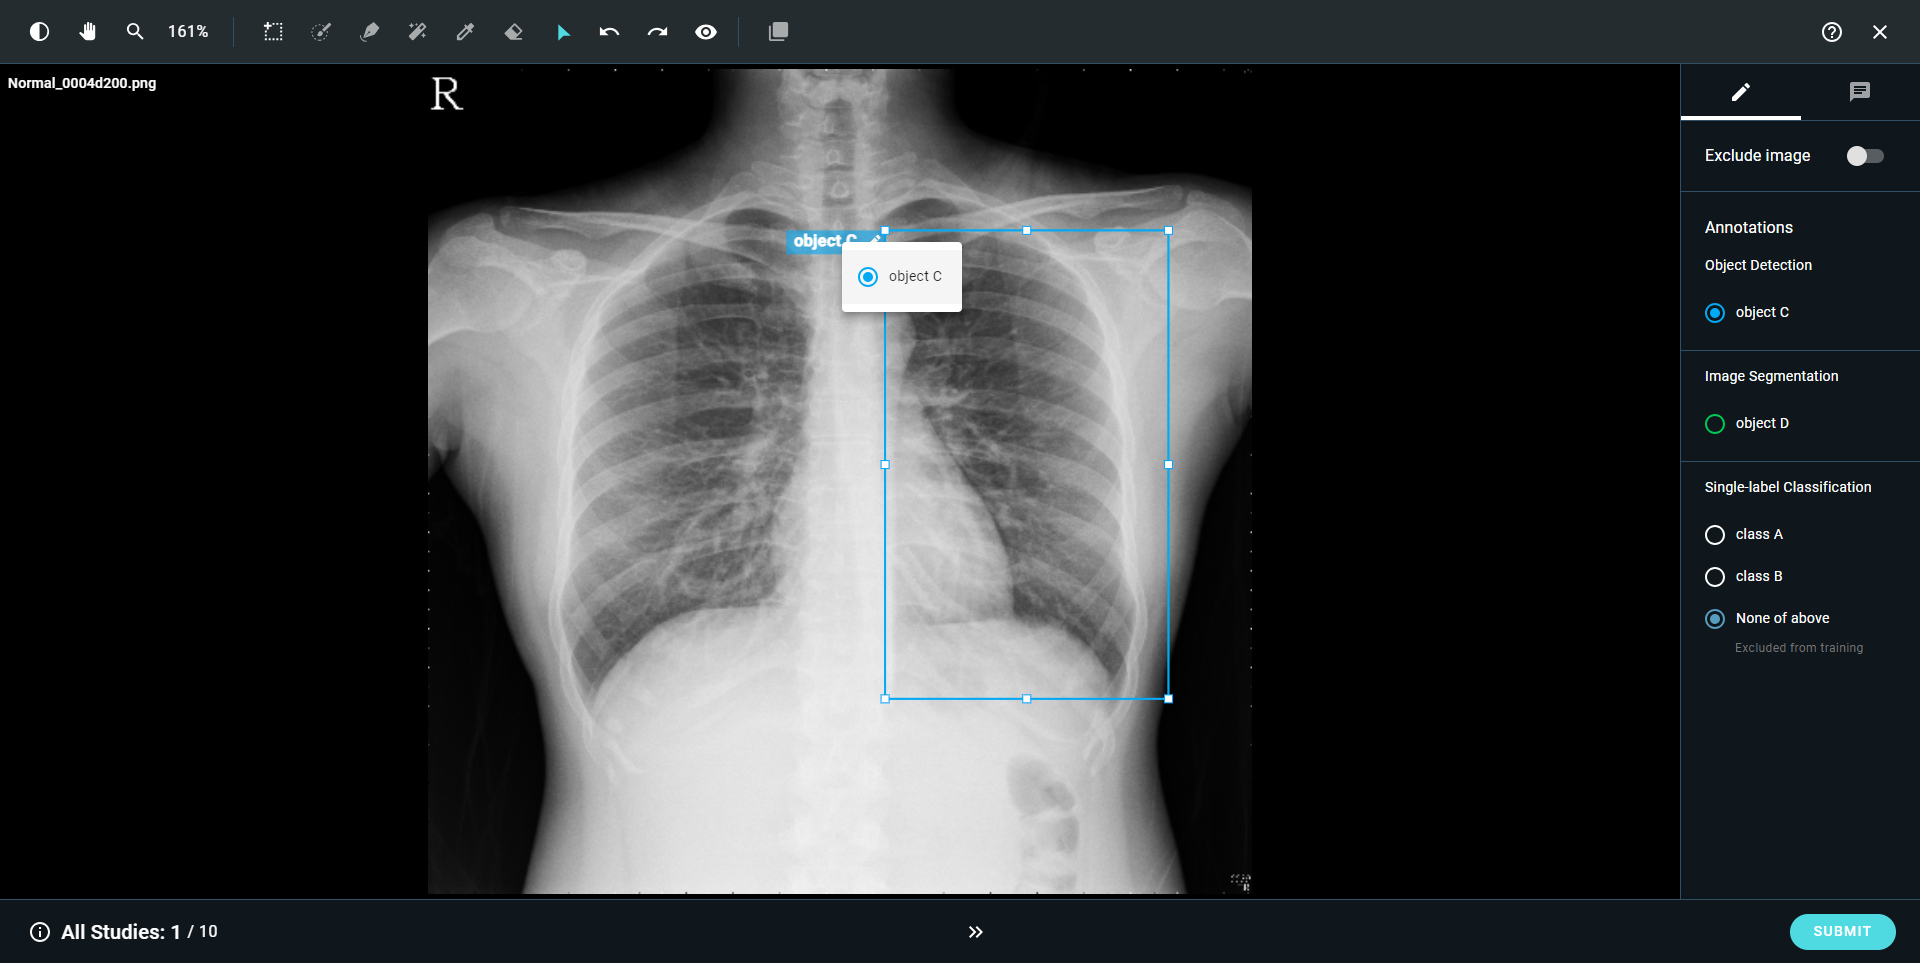 161%
Normal_0004d200.png
R
object C
object C
Exclude image
Annotations
Object Detection
object C
Image Segmentation
object D
Single-label Classification
class A
class B
None of above
Excluded from training
All Studies: 1 / 10
SUBMIT